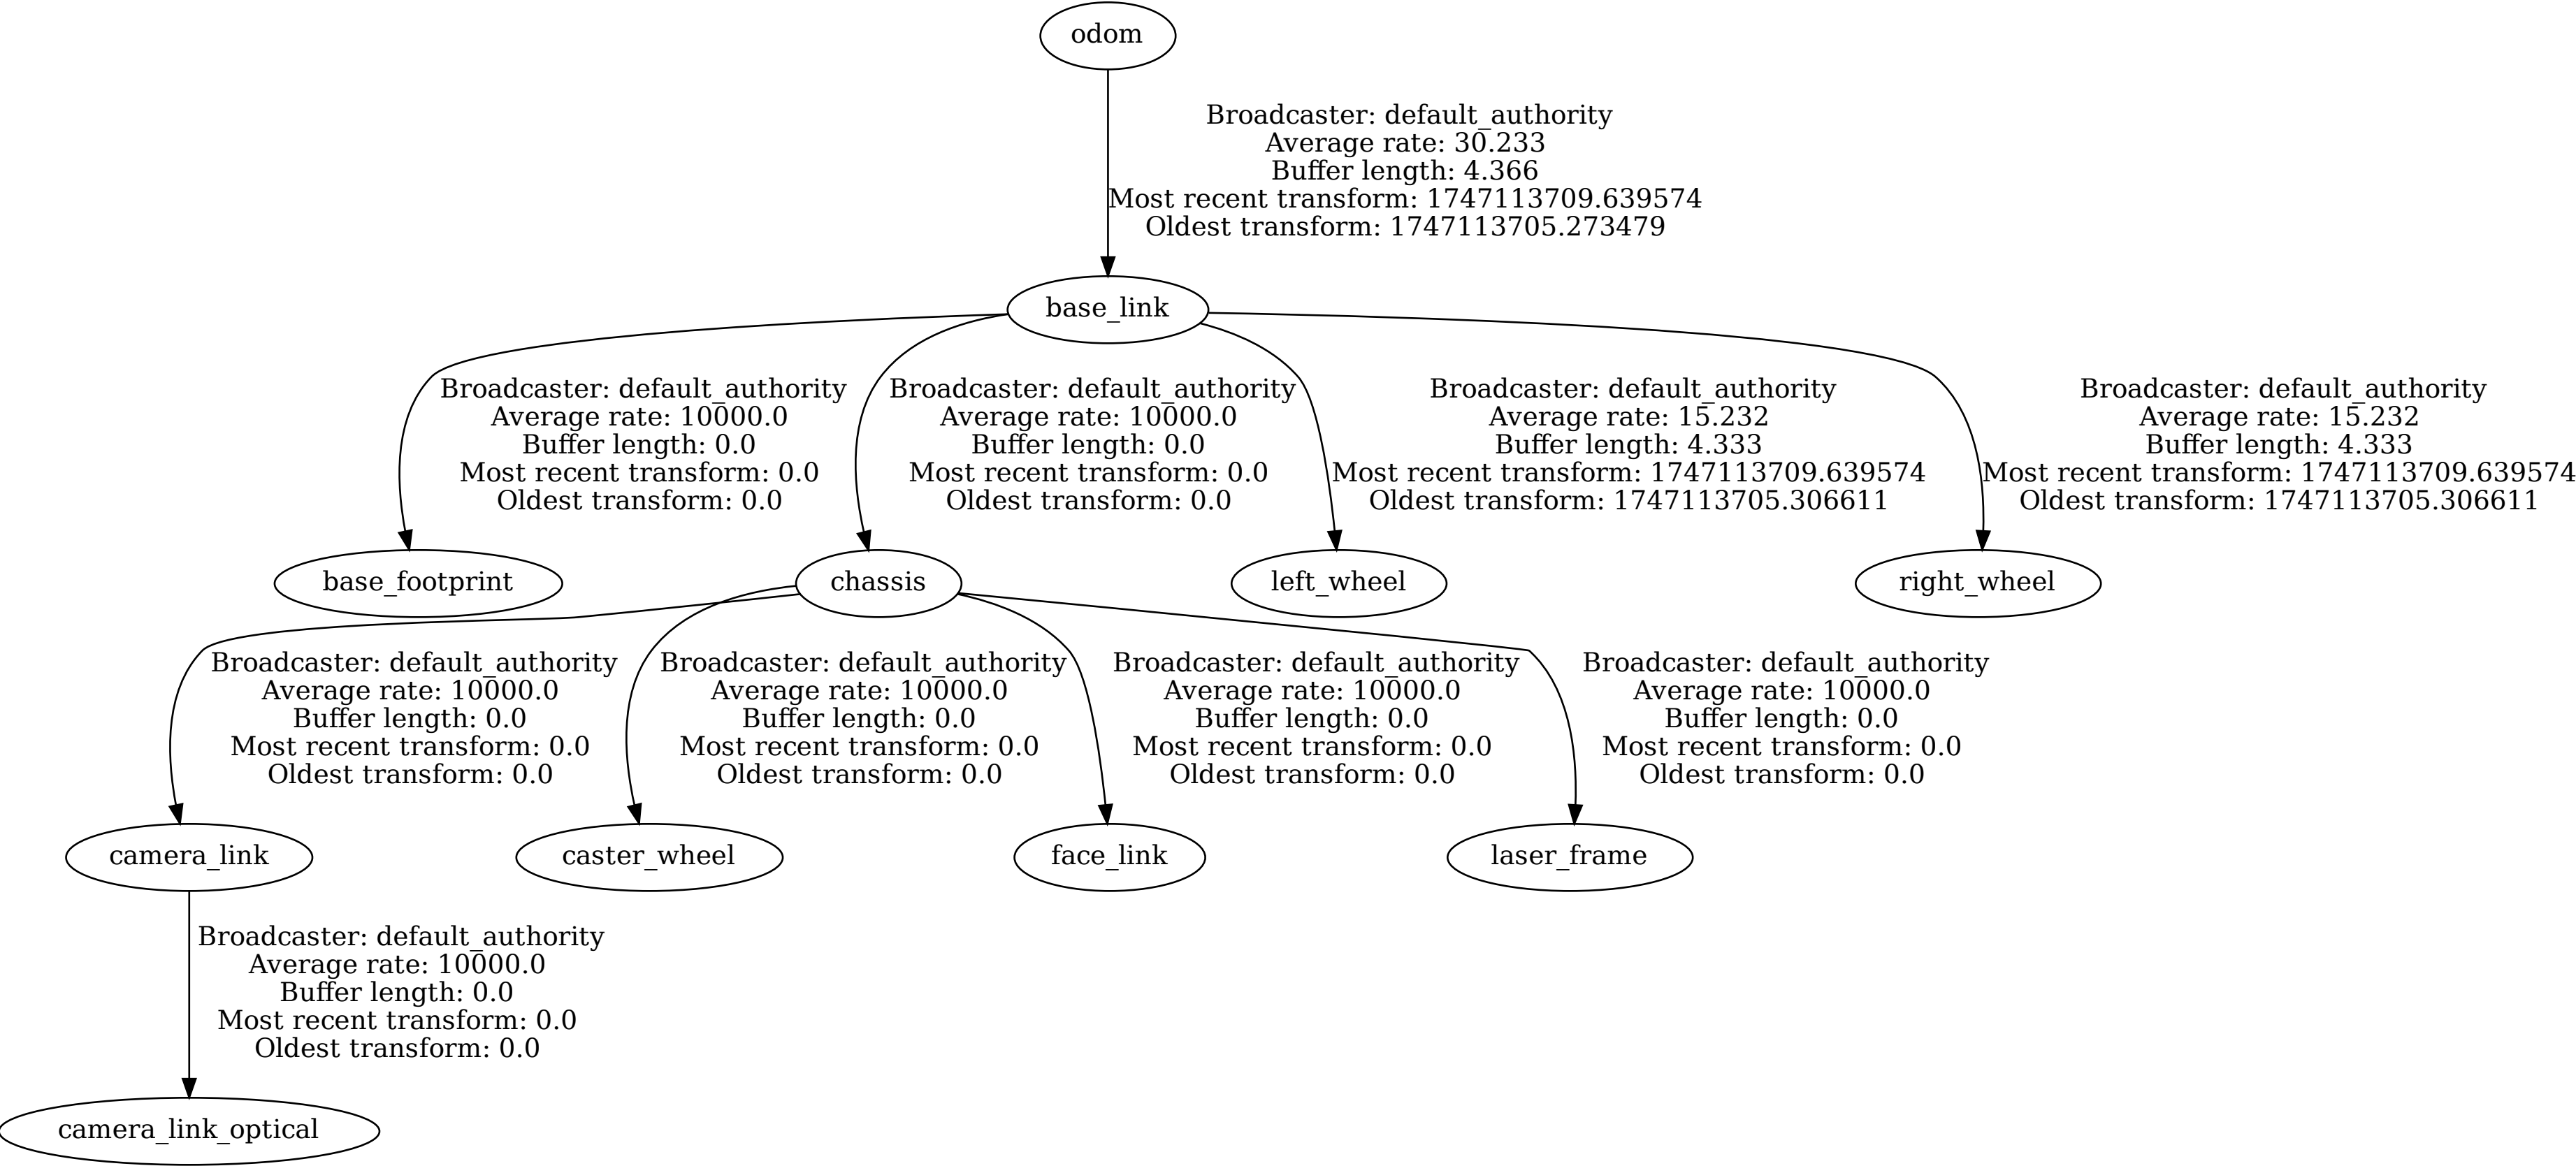 odom
Broadcaster: default_authority
Average rate: 30.233
Buffer length: 4.366
Most recent transform: 1747113709.639574
Oldest transform: 1747113705.273479
base_link
Broadcaster: default_authority
Average rate: 10000.0
Buffer length: 0.0
Most recent transform: 0.0
Oldest transform: 0.0
Broadcaster: default_authority
Average rate: 10000.0
Buffer length: 0.0
Most recent transform: 0.0
Oldest transform: 0.0
Broadcaster: default_authority
Average rate: 15.232
Buffer length: 4.333
Most recent transform: 1747113709.639574
Oldest transform: 1747113705.306611
Broadcaster: default_authority
Average rate: 15.232
Buffer length: 4.333
Most recent transform: 1747113709.639574
Oldest transform: 1747113705.306611
base_footprint
chassis
left_wheel
right_wheel
Broadcaster: default_authority
Average rate: 10000.0
Buffer length: 0.0
Most recent transform: 0.0
Oldest transform: 0.0
Broadcaster: default_authority
Average rate: 10000.0
Buffer length: 0.0
Most recent transform: 0.0
Oldest transform: 0.0
Broadcaster: default_authority
Average rate: 10000.0
Buffer length: 0.0
Most recent transform: 0.0
Oldest transform: 0.0
Broadcaster: default_authority
Average rate: 10000.0
Buffer length: 0.0
Most recent transform: 0.0
Oldest transform: 0.0
camera_link
caster_wheel
face_link
laser_frame
Broadcaster: default_authority
Average rate: 10000.0
Buffer length: 0.0
Most recent transform: 0.0
Oldest transform: 0.0
camera_link_optical